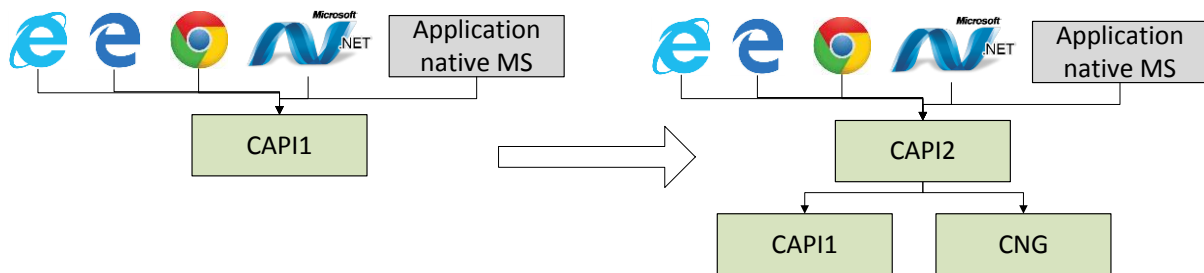 Microsoft
.NET
Application
native MS
CAPI1
Microsoft
.NET
Application
native MS
CAPI2
CAPI1
CNG